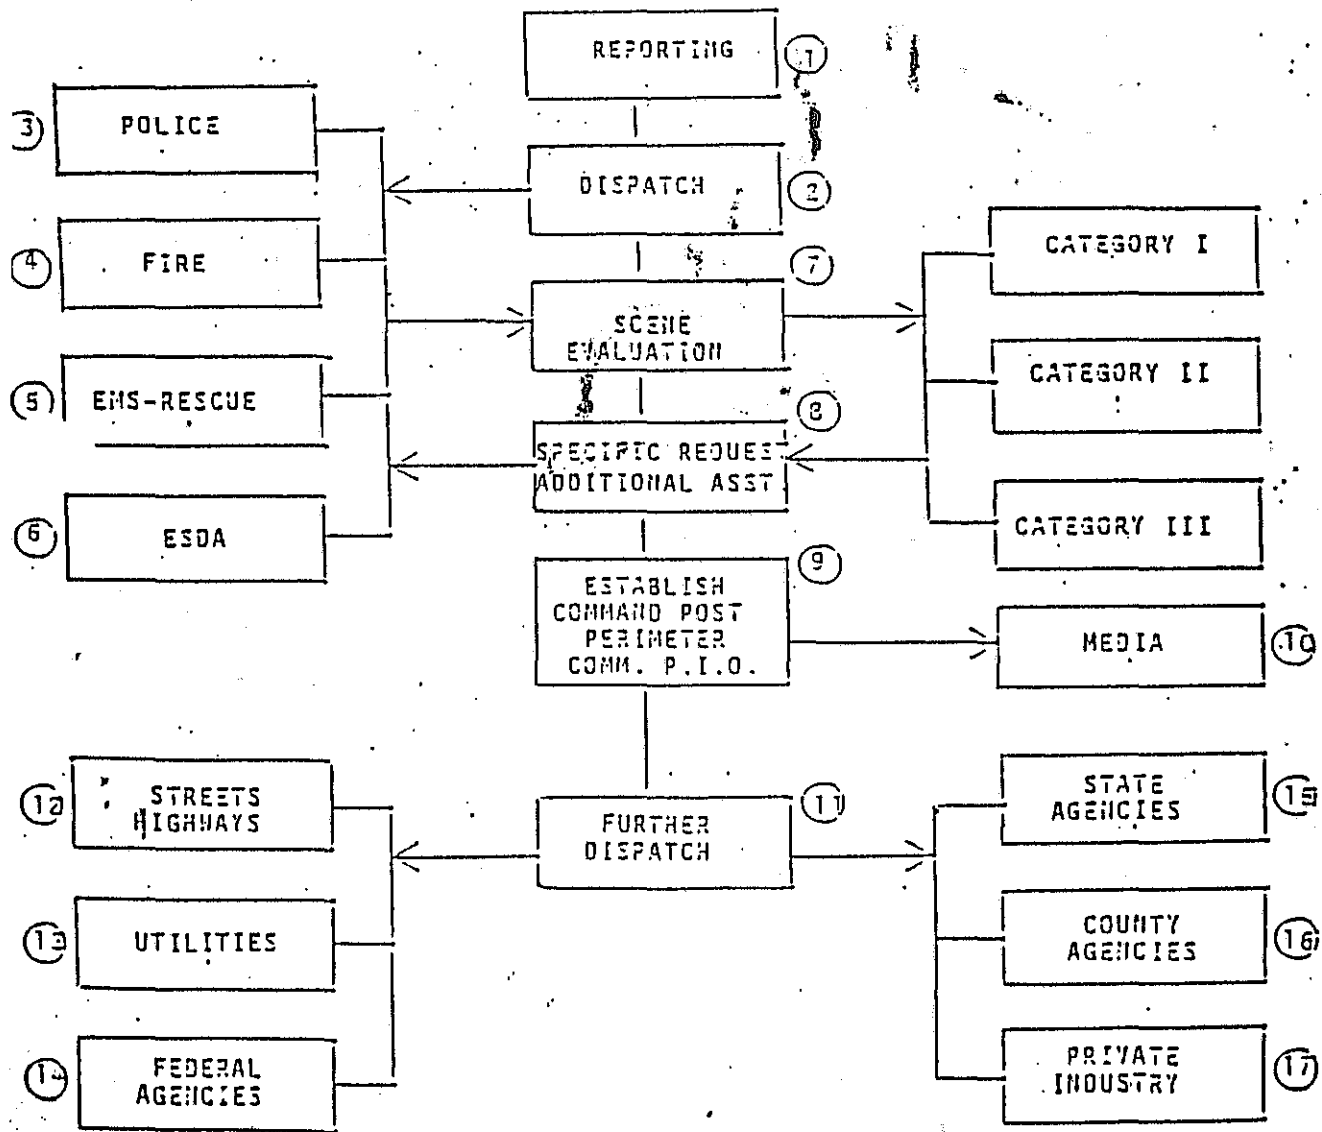 REPORTING
1
DISPATCH
2
3
POLICE
4
FIRE
5
EMS-RESCUE
6
ESDA
7
SCENE
EVALUATION
CATEGORY I
CATEGORY II
CATEGORY III
8
SPECIFIC REQUEST
ADDITIONAL ASST.
9
ESTABLISH
COMMAND POST
PERIMETER
COMM. P.I.O.
MEDIA
10
11
FURTHER
DISPATCH
12
STREETS
HIGHWAYS
13
UTILITIES
14
FEDERAL
AGENCIES
STATE
AGENCIES
15
COUNTY
AGENCIES
16
PRIVATE
INDUSTRY
17